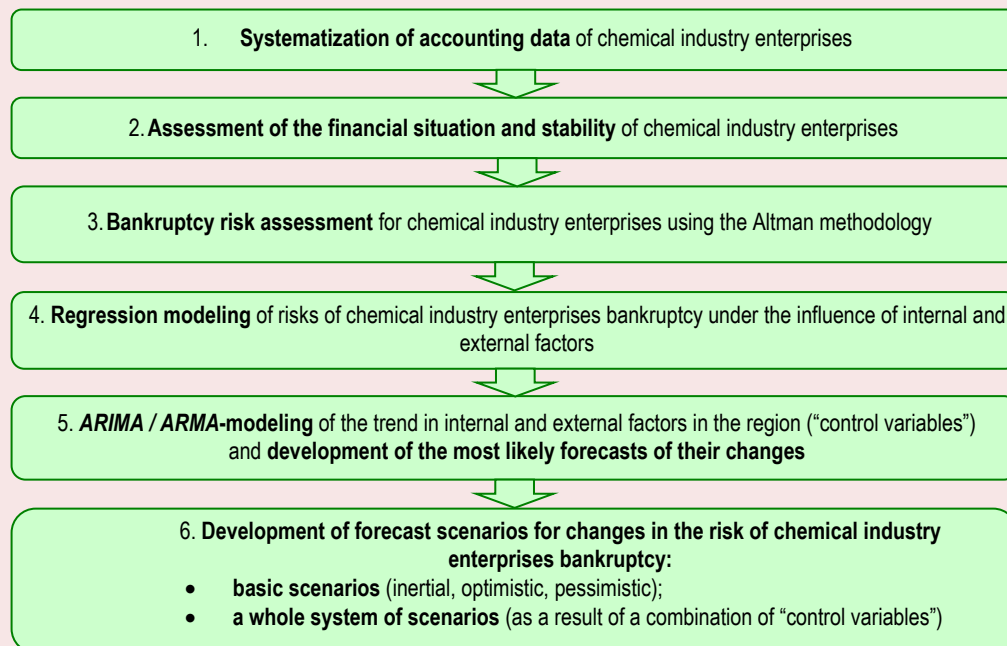 1. Systematization of accounting data of chemical industry enterprises
2. Assessment of the financial situation and stability of chemical industry enterprises
3. Bankruptcy risk assessment for chemical industry enterprises using the Altman methodology
4. Regression modeling of risks of chemical industry enterprises bankruptcy under the influence of internal and
external factors
5. ARIMA / ARMA-modeling of the trend in internal and external factors in the region (“control variables”)
and development of the most likely forecasts of their changes
6. Development of forecast scenarios for changes in the risk of chemical industry
enterprises bankruptcy:
• basic scenarios (inertial, optimistic, pessimistic);
• a whole system of scenarios (as a result of a combination of “control variables”)